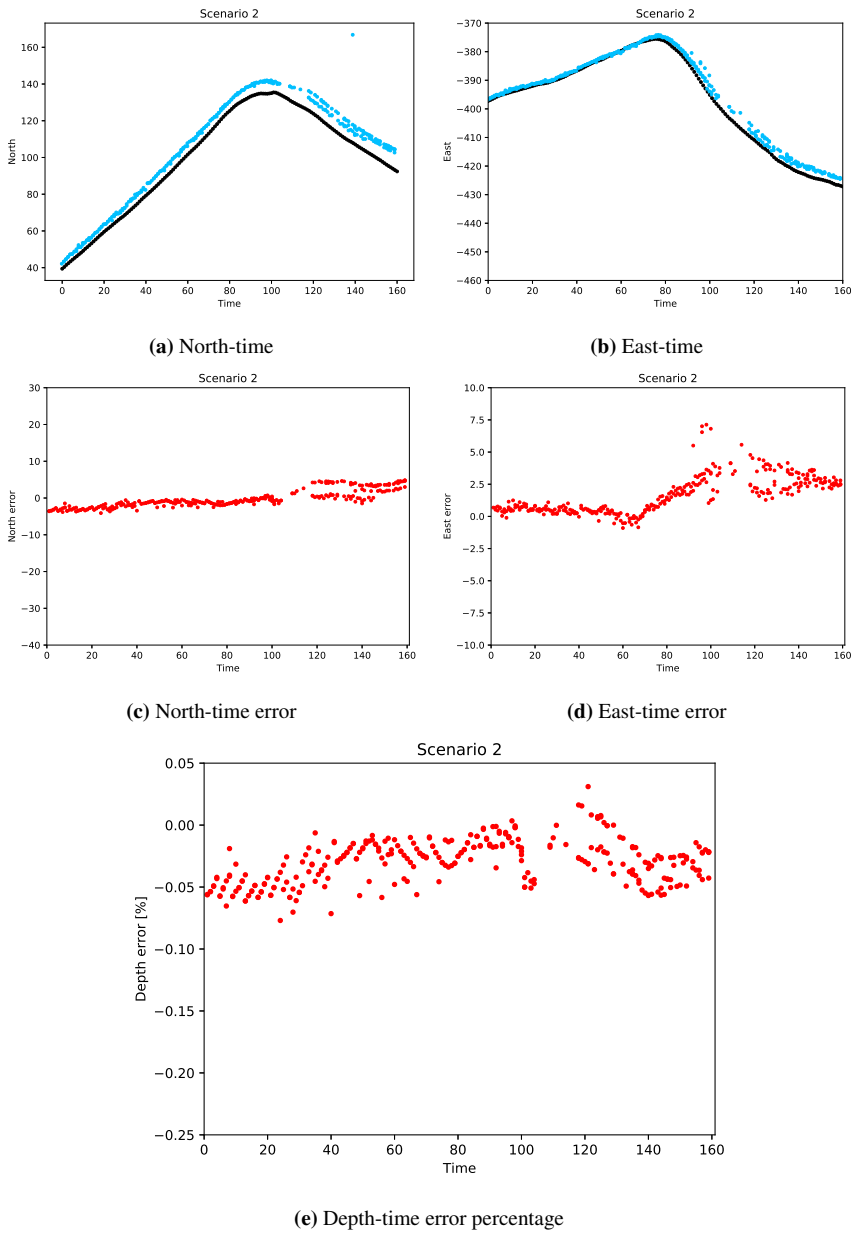 Scenario 2
North
160
140
120
100
80
60
40
0 20 40 60 80 100 120 140 160
Time
(a) North-time
Scenario 2
East
−370
−380
−390
−400
−410
−420
−430
−440
−450
−460
0 20 40 60 80 100 120 140 160
Time
(b) East-time
Scenario 2
North error
30
20
10
0
−10
−20
−30
−40
0 20 40 60 80 100 120 140 160
Time
(c) North-time error
Scenario 2
East error
10.0
7.5
5.0
2.5
0.0
−2.5
−5.0
−7.5
−10.0
0 20 40 60 80 100 120 140 160
Time
(d) East-time error
Scenario 2
Depth error [%]
0.05
0.00
−0.05
−0.10
−0.15
−0.20
−0.25
0 20 40 60 80 100 120 140 160
Time
(e) Depth-time error percentage